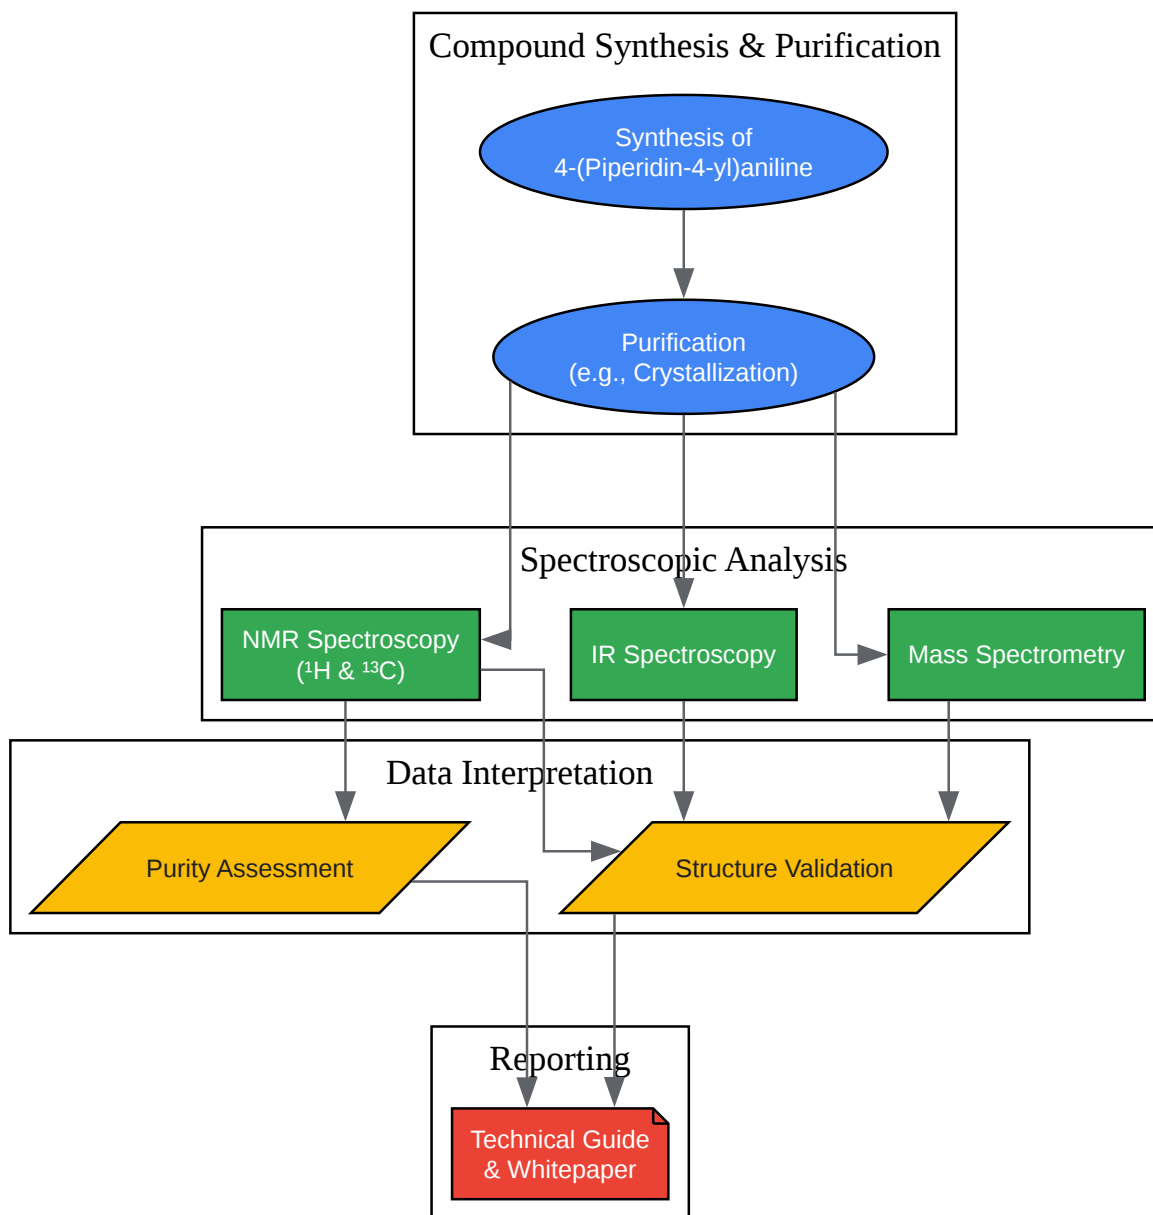 Compound Synthesis & Purification
Synthesis of
4-(Piperidin-4-yl)aniline
Purification
(e.g., Crystallization)
Spectroscopic Analysis
NMR Spectroscopy
(¹H & ¹³C)
IR Spectroscopy
Mass Spectrometry
Data Interpretation
Purity Assessment
Structure Validation
Reporting
Technical Guide
& Whitepaper